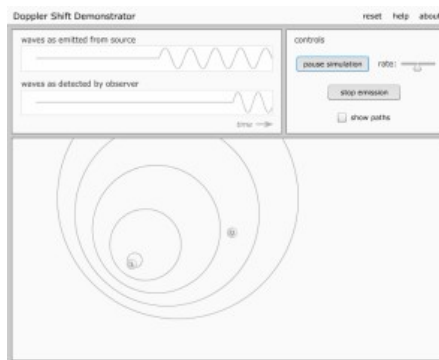 Doppler Shift Demonstrator reset help about
waves as emitted from source
waves as detected by observer
time
controls
pause simulation rate:
stop emission
show paths